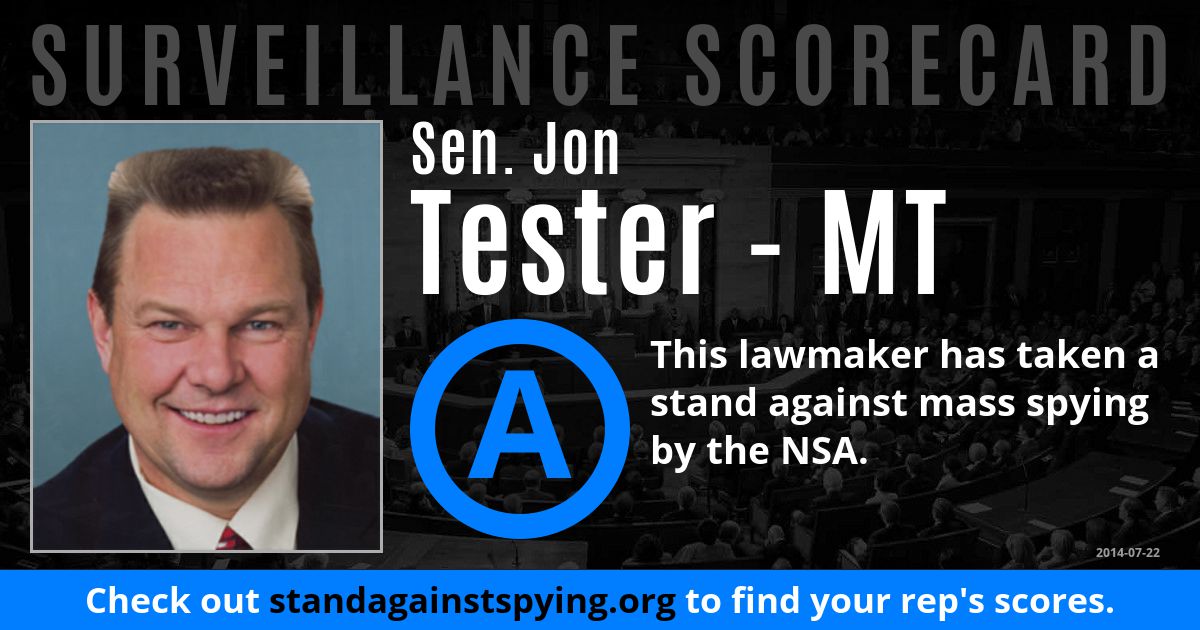 SURVEILLANCE SCORECARD
Sen. Jon
Tester - MT
A
This lawmaker has taken a
stand against mass spying
by the NSA.
2014-07-22
Check out standagainstspying.org to find your rep's scores.